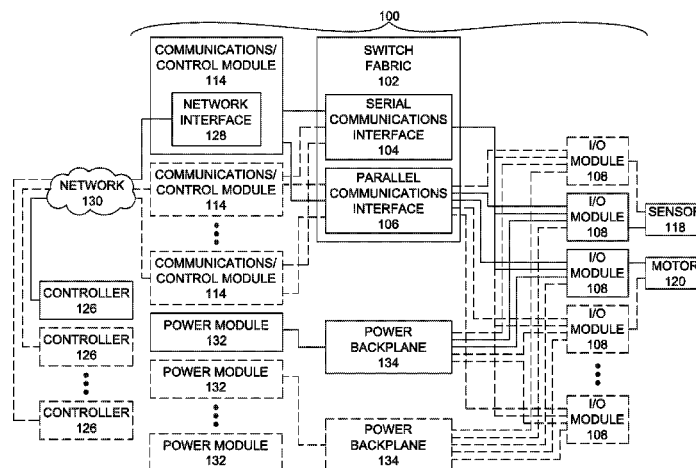 100
COMMUNICATIONS/
CONTROL MODULE
114
NETWORK
INTERFACE
128
SWITCH
FABRIC
102
SERIAL
COMMUNICATIONS
INTERFACE
104
PARALLEL
COMMUNICATIONS
INTERFACE
106
COMMUNICATIONS/
CONTROL MODULE
114
COMMUNICATIONS/
CONTROL MODULE
114
NETWORK
130
CONTROLLER
126
CONTROLLER
126
CONTROLLER
126
POWER MODULE
132
POWER MODULE
132
POWER MODULE
132
POWER
BACKPLANE
134
POWER
BACKPLANE
134
I/O
MODULE
108
I/O
MODULE
108
I/O
MODULE
108
I/O
MODULE
108
I/O
MODULE
108
SENSOR
118
MOTOR
120